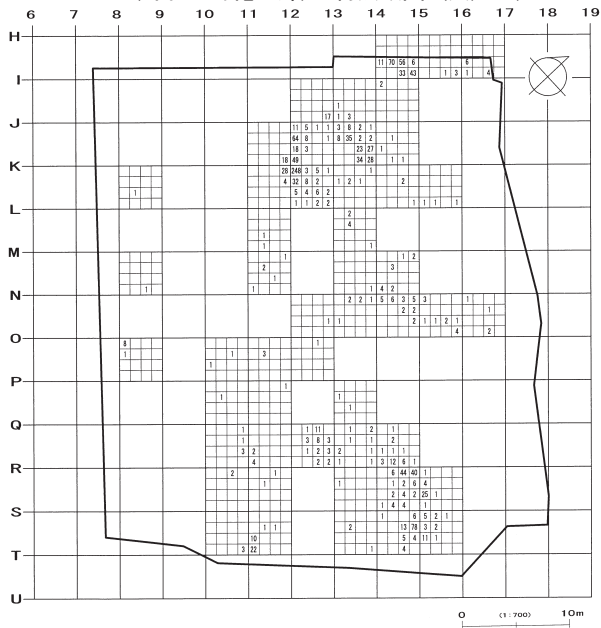 6 7 8 9 10 11 12 13 14 15 16 17 18 19
H
11 70 56 6 6
33 43 1 3 1 4
I
2
1
17 1 3
J
11 5 1 1 3 8 2 1
64 8 1 8 35 2 2 1
18 3 23 27 1
18 49 34 28 1 1
K
28 248 3 5 1 1
4 32 8 2 1 2 1 2
1 5 4 6 2
1 1 2 2 1 1 1 1
L
2
4
1
1 1
M
1 1 2
2 3
1
1 1 1 4 2
N
2 2 1 5 6 3 5 3 1
2 2 1
1 1 2 1 1 2 1
4 2
O
8 1
1 1 3
1
P
1
1 1
1
Q
1 1 11 1 2 1
1 3 8 3 1 1 2
3 2 1 2 3 2 1 1 1 1
4 2 2 1 1 3 12 6 1
R
2 1 6 44 40 1
1 1 1 2 6 4
2 4 2 25 1
1 4 4 1
S
1 6 5 2 1
1 1 2 13 78 3 2
10 5 4 11 1
3 22 1 4
T
U
0 (1:700) 10m